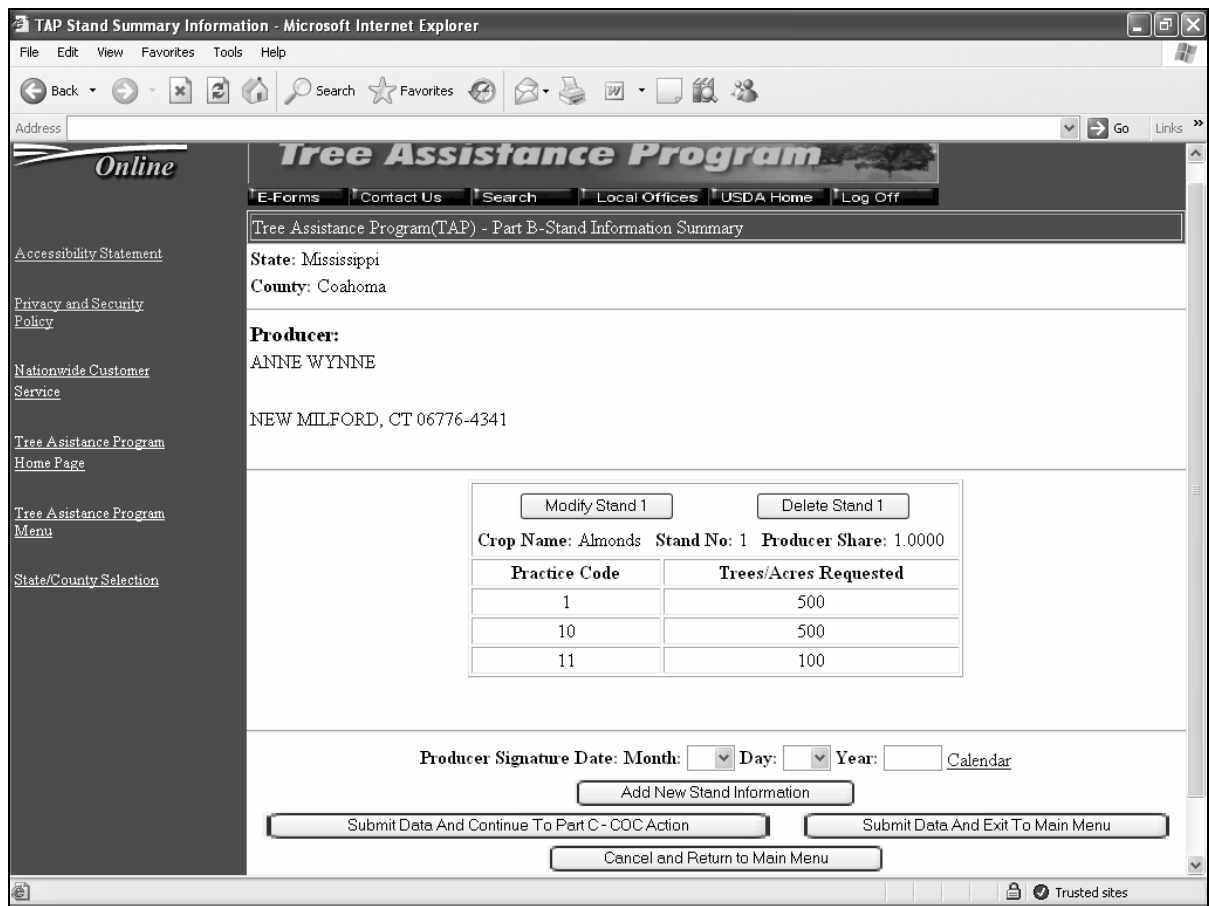 TAP Stand Summary Information - Microsoft Internet Explorer
File Edit View Favorites Tools Help
Back Search Favorites
Address Go Links »
Online
Tree Assistance Program
E-Forms Contact Us Search Local Offices USDA Home Log Off
Tree Assistance Program(TAP) - Part B-Stand Information Summary
Accessibility Statement
Privacy and Security
Policy
Nationwide Customer
Service
Tree Asistance Program
Home Page
Tree Asistance Program
Menu
State/County Selection
State: Mississippi
County: Coahoma
Producer:
ANNE WYNNE
NEW MILFORD, CT 06776-4341
Modify Stand 1 Delete Stand 1
Crop Name: Almonds Stand No: 1 Producer Share: 1.0000
Practice Code Trees/Acres Requested
1 500
10 500
11 100
Producer Signature Date: Month: Day: Year: Calendar
Add New Stand Information
Submit Data And Continue To Part C - COC Action Submit Data And Exit To Main Menu
Cancel and Return to Main Menu
Trusted sites